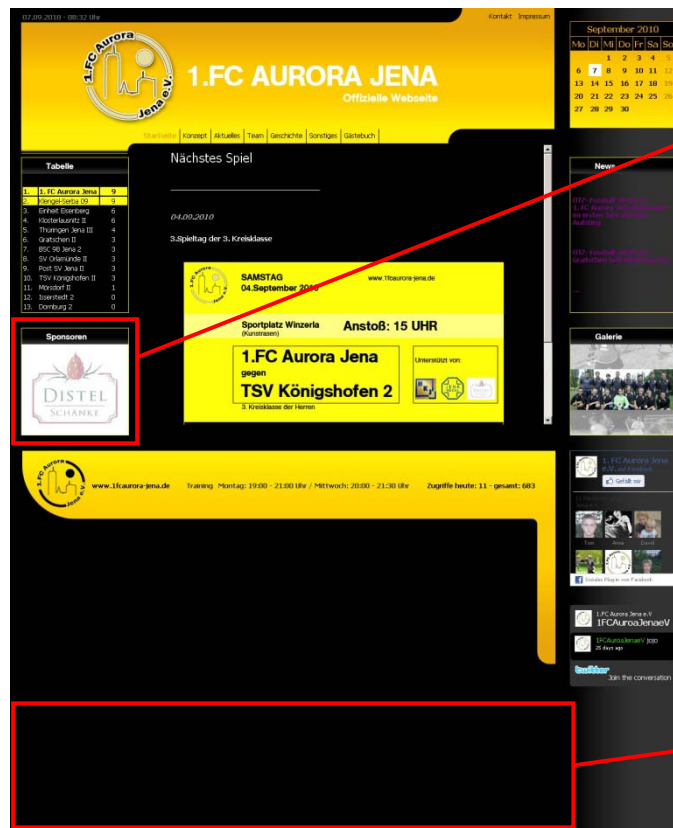 07.09.2010 - 08:32 Uhr
Kontakt Impressum
1.FC Aurora Jena e.V.
1.FC AURORA JENA
Offizielle Webseite
Startseite Konzept Aktuelles Team Geschichte Sonstiges Gästebuch
September 2010
Mo Di Mi Do Fr Sa So
1 2 3 4 5
6 7 8 9 10 11 12
13 14 15 16 17 18 19
20 21 22 23 24 25 26
27 28 29 30
Tabelle
1. 1. FC Aurora Jena 9
2. Klengel-Serba 09 9
3. Einheit Eisenberg 6
4. Klosterlausnitz II 6
5. Thüringen Jena III 4
6. Graitschen II 3
7. BSC 98 Jena 2 3
8. SV Orlamünde II 3
9. Post SV Jena II 3
10. TSV Königshofen II 3
11. Mörsdorf II 1
12. Isserstedt 2 0
13. Dornburg 2 0
Sponsoren
DISTEL
SCHÄNKE
Nächstes Spiel
04.09.2010
3.Spieltag der 3. Kreisklasse
SAMSTAG
04.September 2010
www.1fcaurora-jena.de
Sportplatz Winzerla
(Kunstrasen)
Anstoß: 15 UHR
1.FC Aurora Jena
gegen
TSV Königshofen 2
3. Kreisklasse der Herren
Unterstützt von:
News
Galerie
1. FC Aurora Jena
e.V. auf Facebook
Gefällt mir
Tom Anna David
Soziales Plug-in von Facebook
1.FC Aurora Jena e.V
1FCAuroaJenaeV
1FCAuroaJenaeV jojo
25 days ago
twitter
Join the conversation
1.FC Aurora Jena e.V.
www.1fcaurora-jena.de
Training Montag: 19:00 - 21:00 Uhr / Mittwoch: 20:00 - 21:30 Uhr
Zugriffe heute: 11 - gesamt: 683